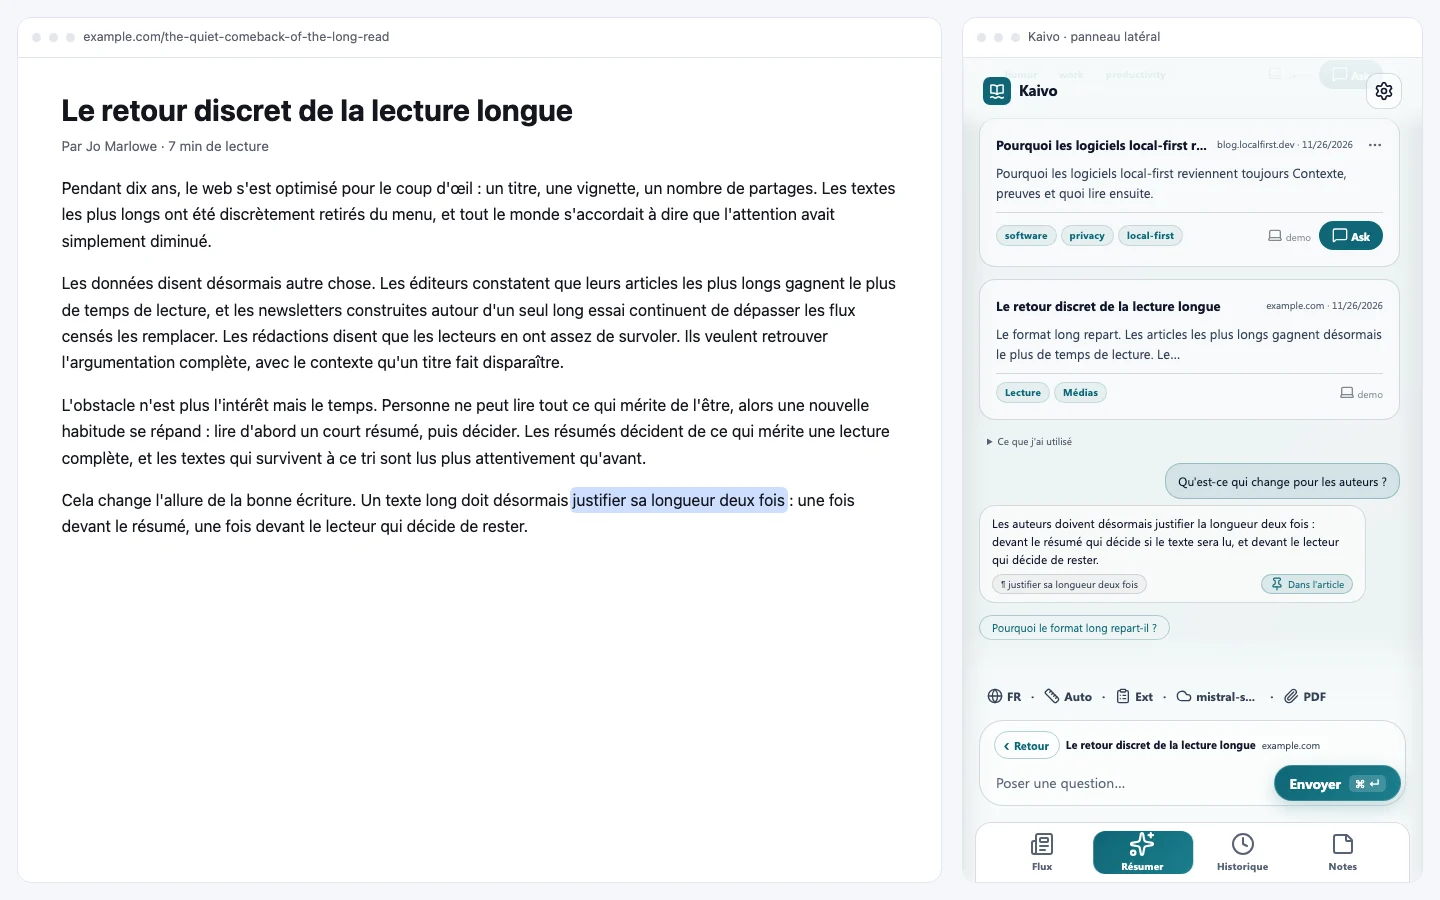 example.com/the-quiet-comeback-of-the-long-read
Le retour discret de la lecture longue
Par Jo Marlowe · 7 min de lecture
Pendant dix ans, le web s'est optimisé pour le coup d'œil : un titre, une vignette, un nombre de partages. Les textes
les plus longs ont été discrètement retirés du menu, et tout le monde s'accordait à dire que l'attention avait
simplement diminué.
Les données disent désormais autre chose. Les éditeurs constatent que leurs articles les plus longs gagnent le plus
de temps de lecture, et les newsletters construites autour d'un seul long essai continuent de dépasser les flux
censés les remplacer. Les rédactions disent que les lecteurs en ont assez de survoler. Ils veulent retrouver
l'argumentation complète, avec le contexte qu'un titre fait disparaître.
L'obstacle n'est plus l'intérêt mais le temps. Personne ne peut lire tout ce qui mérite de l'être, alors une nouvelle
habitude se répand : lire d'abord un court résumé, puis décider. Les résumés décident de ce qui mérite une lecture
complète, et les textes qui survivent à ce tri sont lus plus attentivement qu'avant.
Cela change l'allure de la bonne écriture. Un texte long doit désormais justifier sa longueur deux fois : une fois
devant le résumé, une fois devant le lecteur qui décide de rester.
Kaivo · panneau latéral
work productivity demo Ask
Kaivo
Pourquoi les logiciels local-first r... blog.localfirst.dev · 11/26/2026
Pourquoi les logiciels local-first reviennent toujours Contexte,
preuves et quoi lire ensuite.
software privacy local-first demo Ask
Le retour discret de la lecture longue example.com · 11/26/2026
Le format long repart. Les articles les plus longs gagnent désormais
le plus de temps de lecture. Le...
Lecture Médias demo
Ce que j'ai utilisé
Qu'est-ce qui change pour les auteurs ?
Les auteurs doivent désormais justifier la longueur deux fois :
devant le résumé qui décide si le texte sera lu, et devant le lecteur
qui décide de rester.
¶ justifier sa longueur deux fois Dans l'article
Pourquoi le format long repart-il ?
FR · Auto · Ext · mistral-s... · PDF
‹ Retour Le retour discret de la lecture longue example.com
Poser une question...
Envoyer ⌘ ↵
Flux Résumer Historique Notes